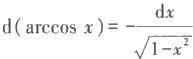 d( arccos x ) = − dx / √(1−x²)